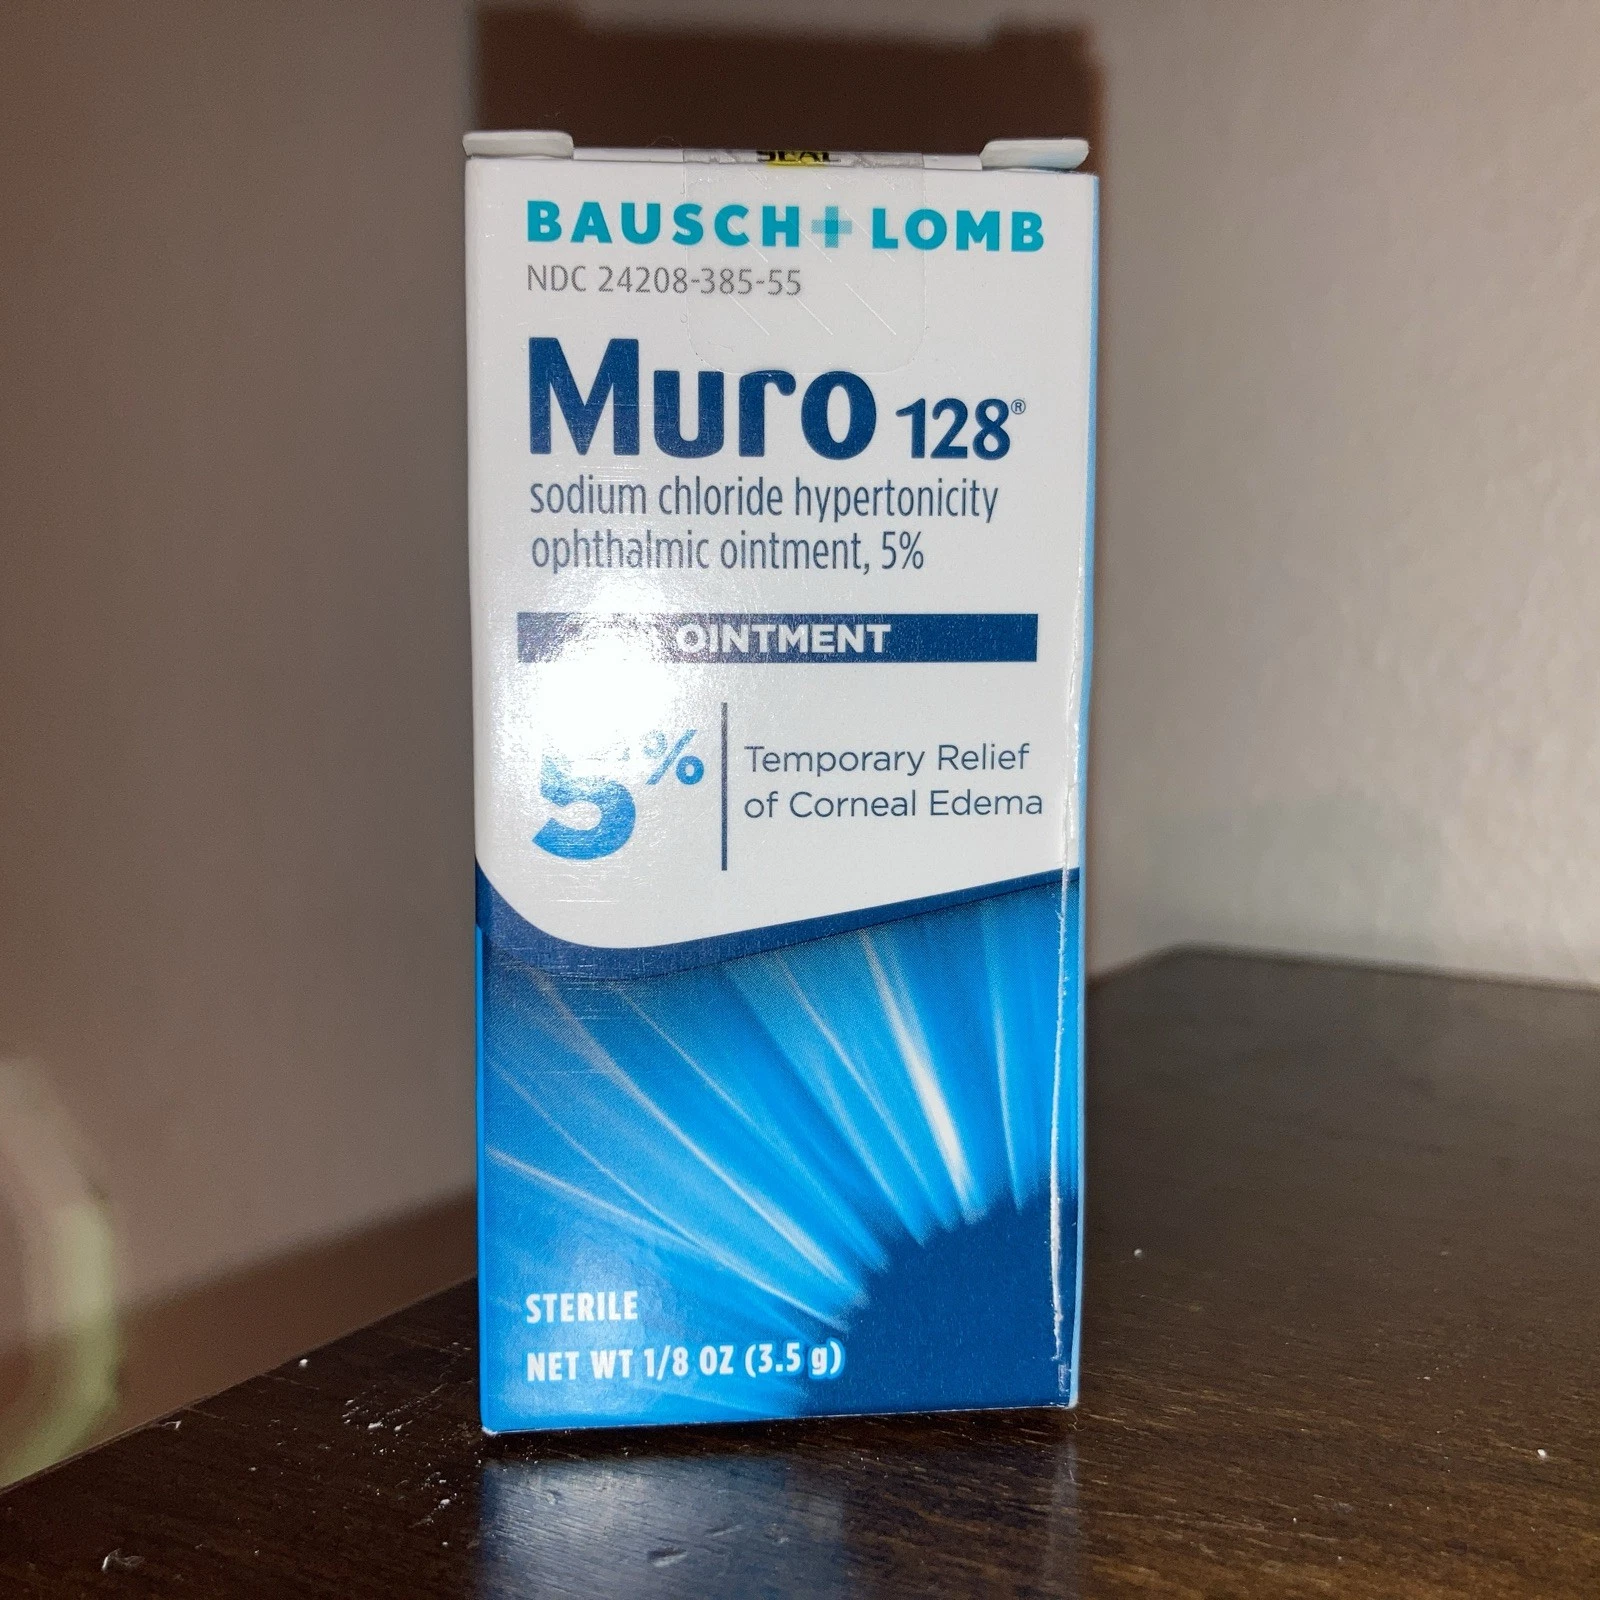 SEAL
BAUSCH + LOMB
NDC 24208-385-55
Muro 128®
sodium chloride hypertonicity
ophthalmic ointment, 5%
OINTMENT
5% Temporary Relief
of Corneal Edema
STERILE
NET WT 1/8 OZ (3.5 g)